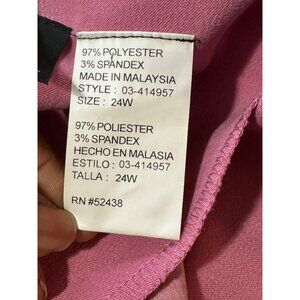 97% POLYESTER
3% SPANDEX
MADE IN MALAYSIA
STYLE : 03-414957
SIZE : 24W
97% POLIESTER
3% SPANDEX
HECHO EN MALASIA
ESTILO : 03-414957
TALLA : 24W
RN #52438